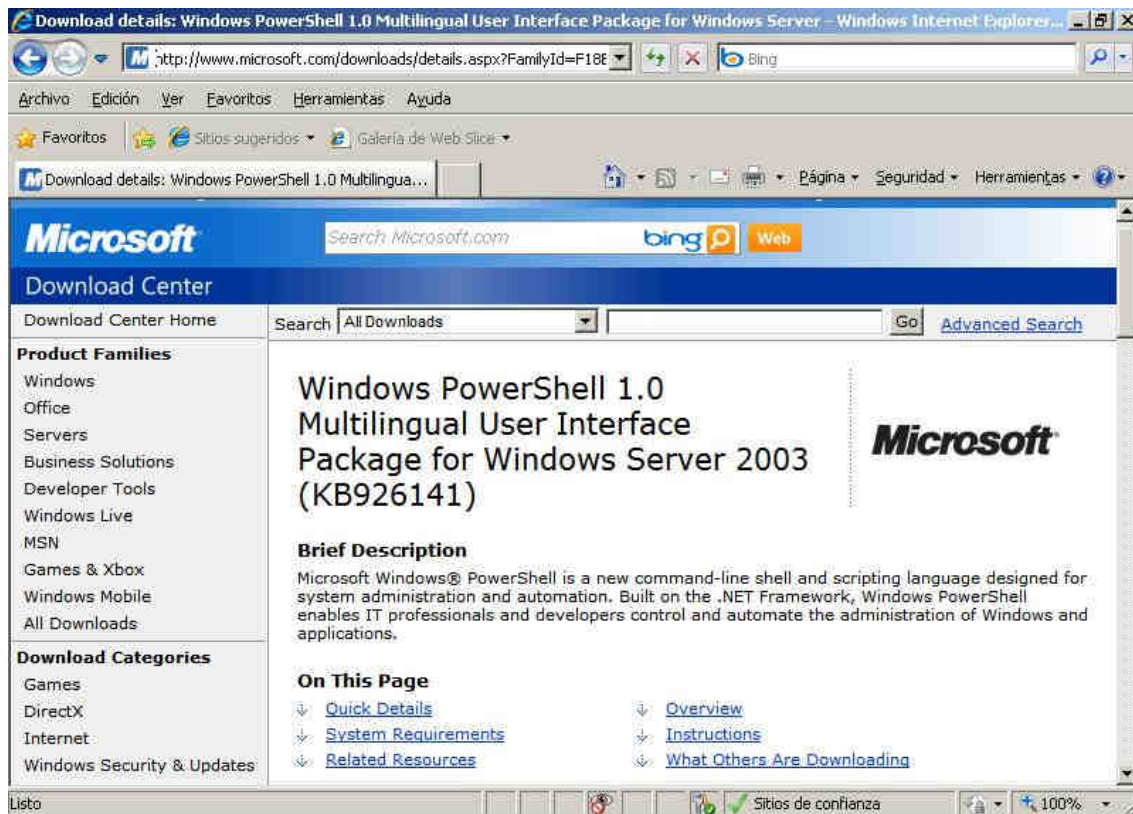 Download details: Windows PowerShell 1.0 Multilingual User Interface Package for Windows Server - Windows Internet Explorer...
http://www.microsoft.com/downloads/details.aspx?FamilyId=F18E
Bing
Archivo Edición Ver Favoritos Herramientas Ayuda
Favoritos Sitios sugeridos Galería de Web Slice
Download details: Windows PowerShell 1.0 Multilingua...
Página Seguridad Herramientas
Microsoft
Search Microsoft.com bing Web
Download Center
Download Center Home
Search All Downloads Go Advanced Search
Product Families
Windows
Office
Servers
Business Solutions
Developer Tools
Windows Live
MSN
Games & Xbox
Windows Mobile
All Downloads
Download Categories
Games
DirectX
Internet
Windows Security & Updates
Windows PowerShell 1.0
Multilingual User Interface
Package for Windows Server 2003
(KB926141)
Microsoft
Brief Description
Microsoft Windows® PowerShell is a new command-line shell and scripting language designed for
system administration and automation. Built on the .NET Framework, Windows PowerShell
enables IT professionals and developers control and automate the administration of Windows and
applications.
On This Page
Quick Details
Overview
System Requirements
Instructions
Related Resources
What Others Are Downloading
Listo
Sitios de confianza
100%